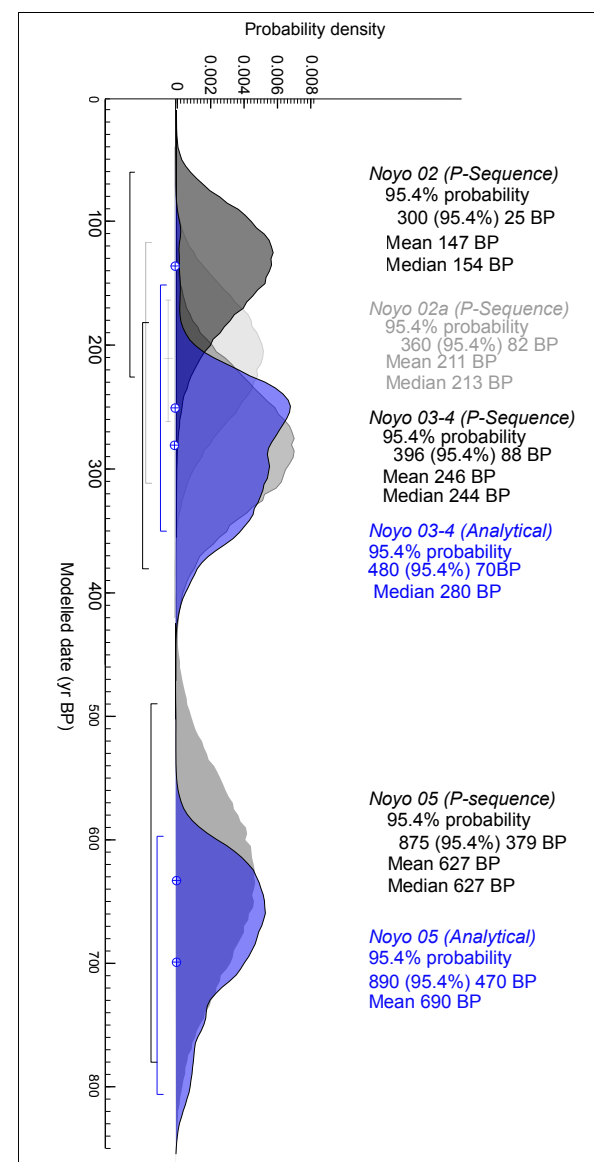 Probability density
0
0.002
0.004
0.006
0.008
0
100
200
300
400
500
600
700
800
Modelled date (yr BP)
Noyo 02 (P-Sequence)
95.4% probability
300 (95.4%) 25 BP
Mean 147 BP
Median 154 BP
Noyo 02a (P-Sequence)
95.4% probability
360 (95.4%) 82 BP
Mean 211 BP
Median 213 BP
Noyo 03-4 (P-Sequence)
95.4% probability
396 (95.4%) 88 BP
Mean 246 BP
Median 244 BP
Noyo 03-4 (Analytical)
95.4% probability
480 (95.4%) 70BP
Median 280 BP
Noyo 05 (P-sequence)
95.4% probability
875 (95.4%) 379 BP
Mean 627 BP
Median 627 BP
Noyo 05 (Analytical)
95.4% probability
890 (95.4%) 470 BP
Mean 690 BP